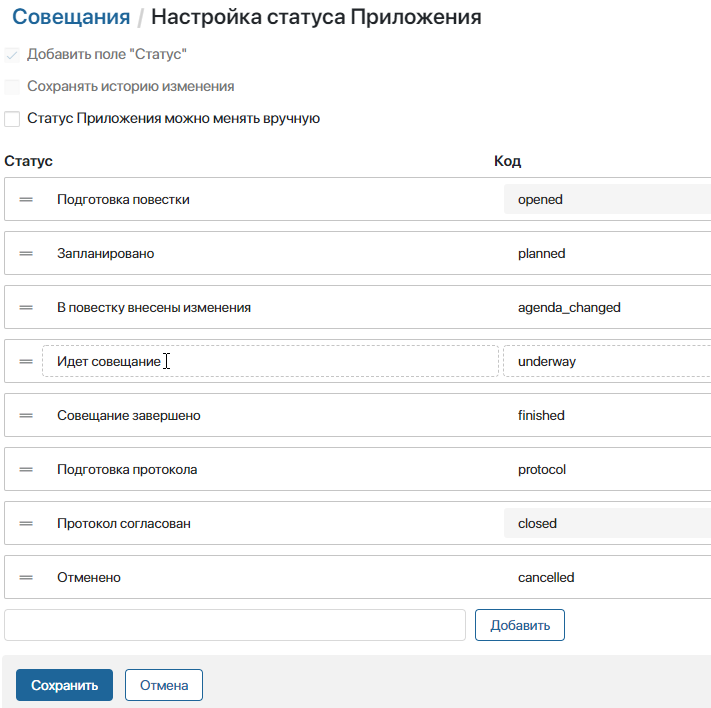 Совещания / Настройка статуса Приложения
Добавить поле "Статус"
Сохранять историю изменения
Статус Приложения можно менять вручную
Статус Код
Подготовка повестки opened
Запланировано planned
В повестку внесены изменения agenda_changed
Идет совещание underway
Совещание завершено finished
Подготовка протокола protocol
Протокол согласован closed
Отменено cancelled
Добавить
Сохранить Отмена